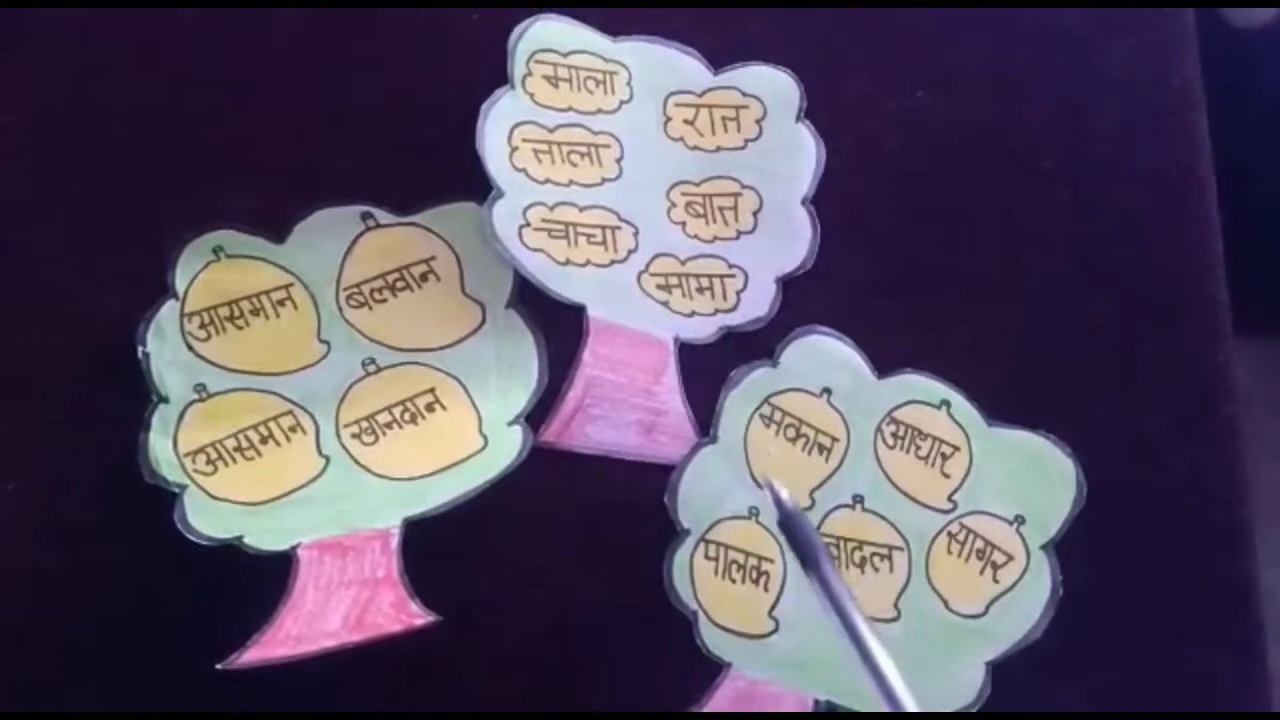 माला
रात
ताला
बात
चाचा
मामा
आसमान
बलवान
आसमान
खानदान
मकान
आधार
पालक
बादल
सागर